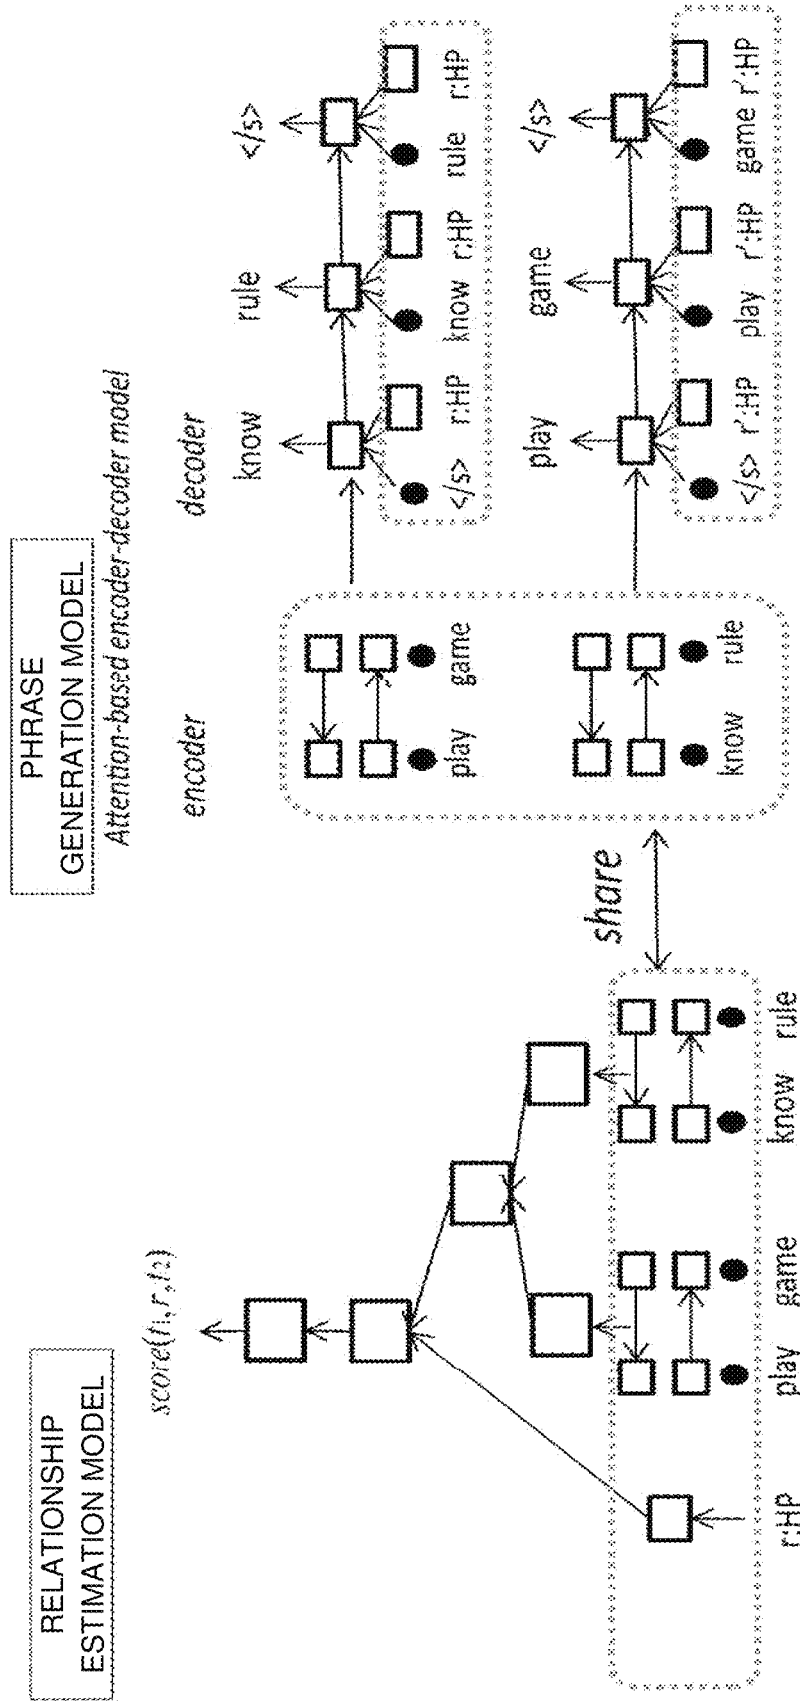 RELATIONSHIP
ESTIMATION MODEL
score(t1,r,t2)
r:HP play game know rule
share
PHRASE
GENERATION MODEL
Attention-based encoder-decoder model
encoder decoder
play game
know rule rule </s>
</s> r:HP know r:HP rule r:HP
know rule
play game </s>
</s> r':HP play r':HP game r':HP